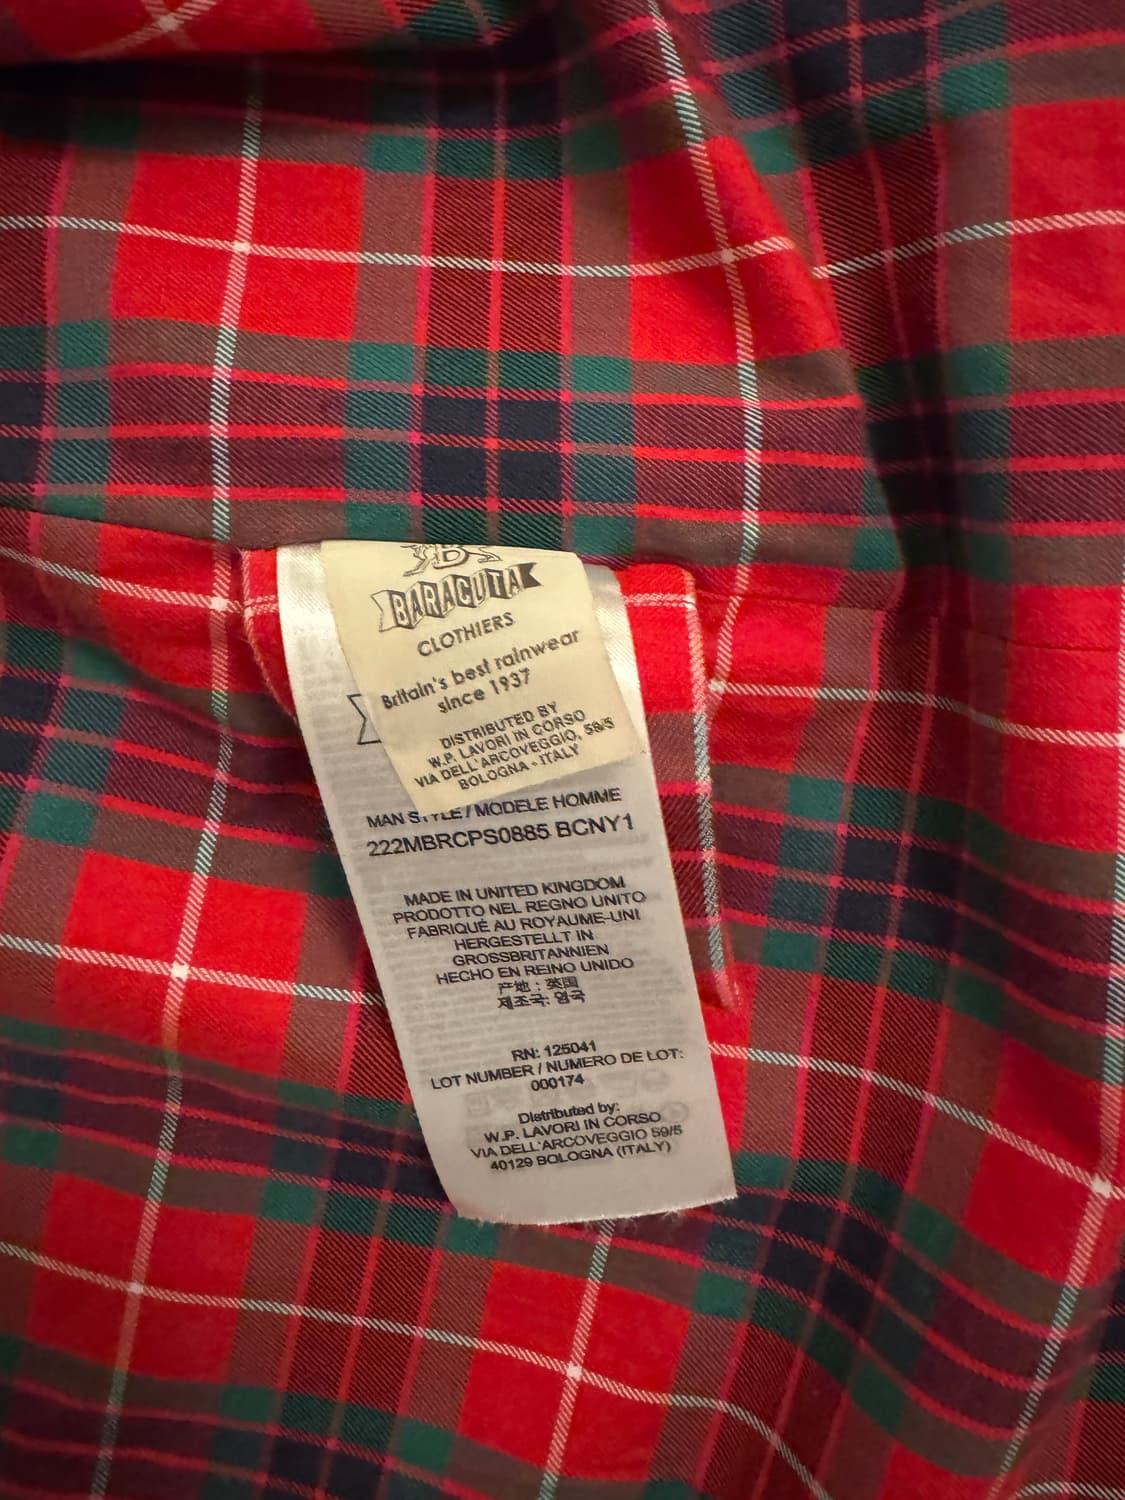 B
BARACUTA
CLOTHIERS
Britain's best rainwear
since 1937
DISTRIBUTED BY
W.P. LAVORI IN CORSO
VIA DELL'ARCOVEGGIO, 59/5
BOLOGNA - ITALY
MAN STYLE / MODELE HOMME
222MBRCPS0885 BCNY1
MADE IN UNITED KINGDOM
PRODOTTO NEL REGNO UNITO
FABRIQUÉ AU ROYAUME-UNI
HERGESTELLT IN
GROSSBRITANNIEN
HECHO EN REINO UNIDO
产地 : 英国
제조국: 영국
RN: 125041
LOT NUMBER / NUMERO DE LOT:
000174
Distributed by:
W.P. LAVORI IN CORSO
VIA DELL'ARCOVEGGIO 59/5
40129 BOLOGNA (ITALY)